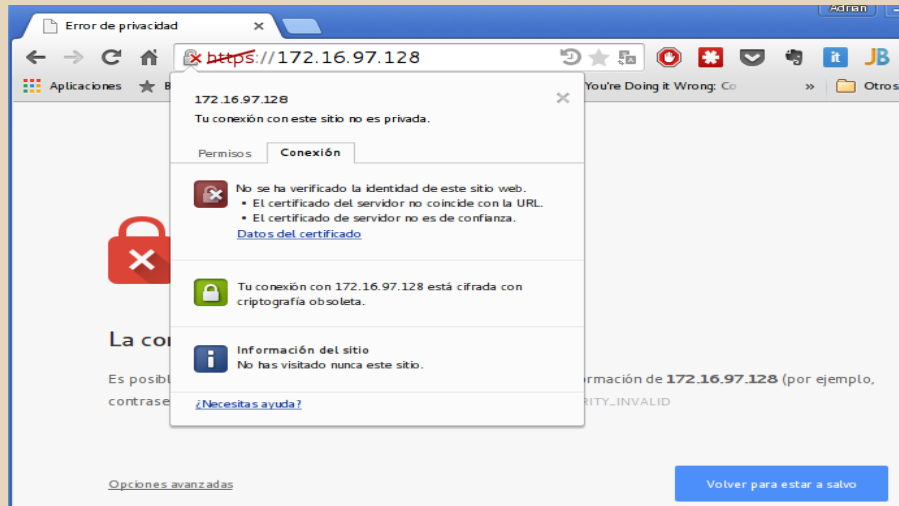 Adrián
Error de privacidad
https://172.16.97.128
it JB
Aplicaciones
You're Doing it Wrong: Co
» Otros
172.16.97.128
Tu conexión con este sitio no es privada.
Permisos Conexión
No se ha verificado la identidad de este sitio web.
• El certificado del servidor no coincide con la URL.
• El certificado de servidor no es de confianza.
Datos del certificado
Tu conexión con 172.16.97.128 está cifrada con
criptografía obsoleta.
Información del sitio
No has visitado nunca este sitio.
¿Necesitas ayuda?
La co
Es posibl
rmación de 172.16.97.128 (por ejemplo,
contrase
RITY_INVALID
Opciones avanzadas
Volver para estar a salvo